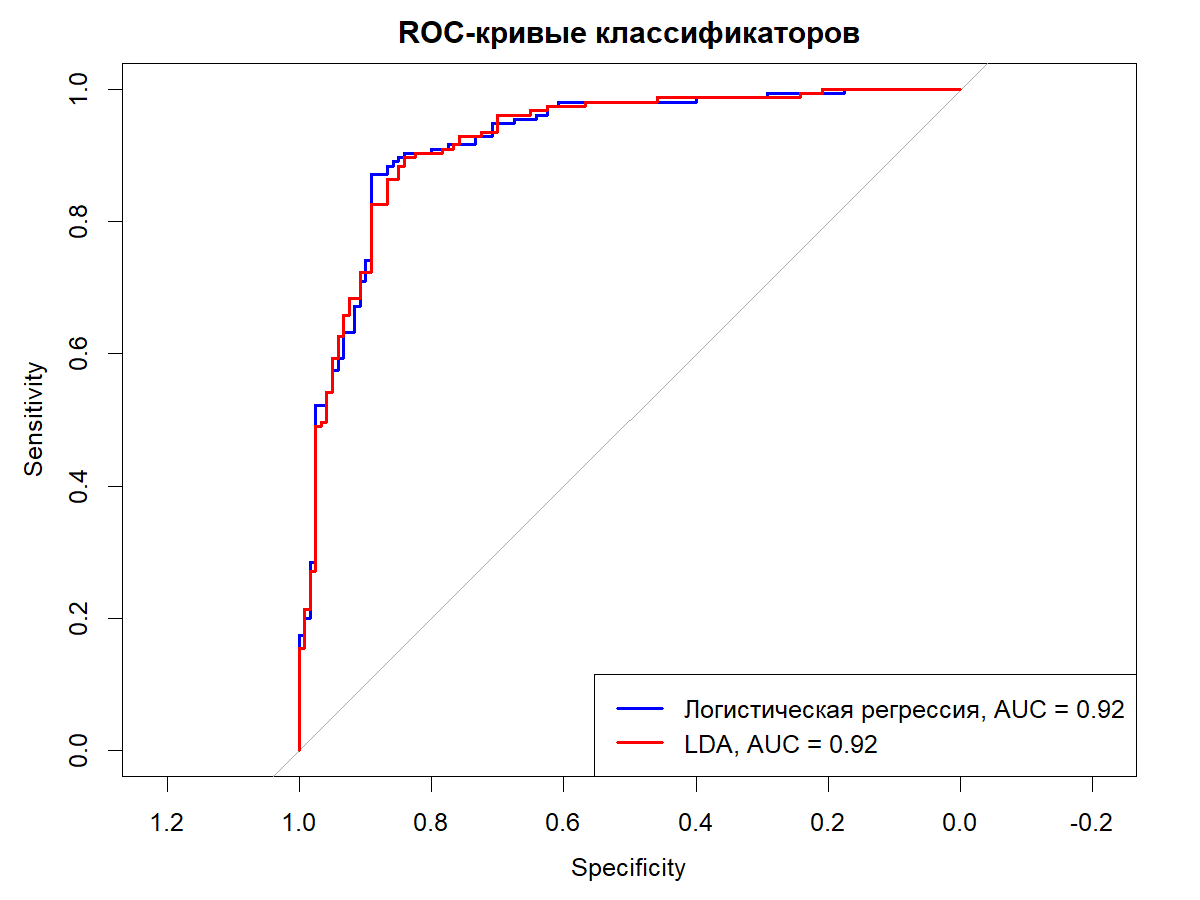 ROC-кривые классификаторов
Sensitivity
1.0
0.8
0.6
0.4
0.2
0.0
Логистическая регрессия, AUC = 0.92
LDA, AUC = 0.92
1.2 1.0 0.8 0.6 0.4 0.2 0.0 -0.2
Specificity